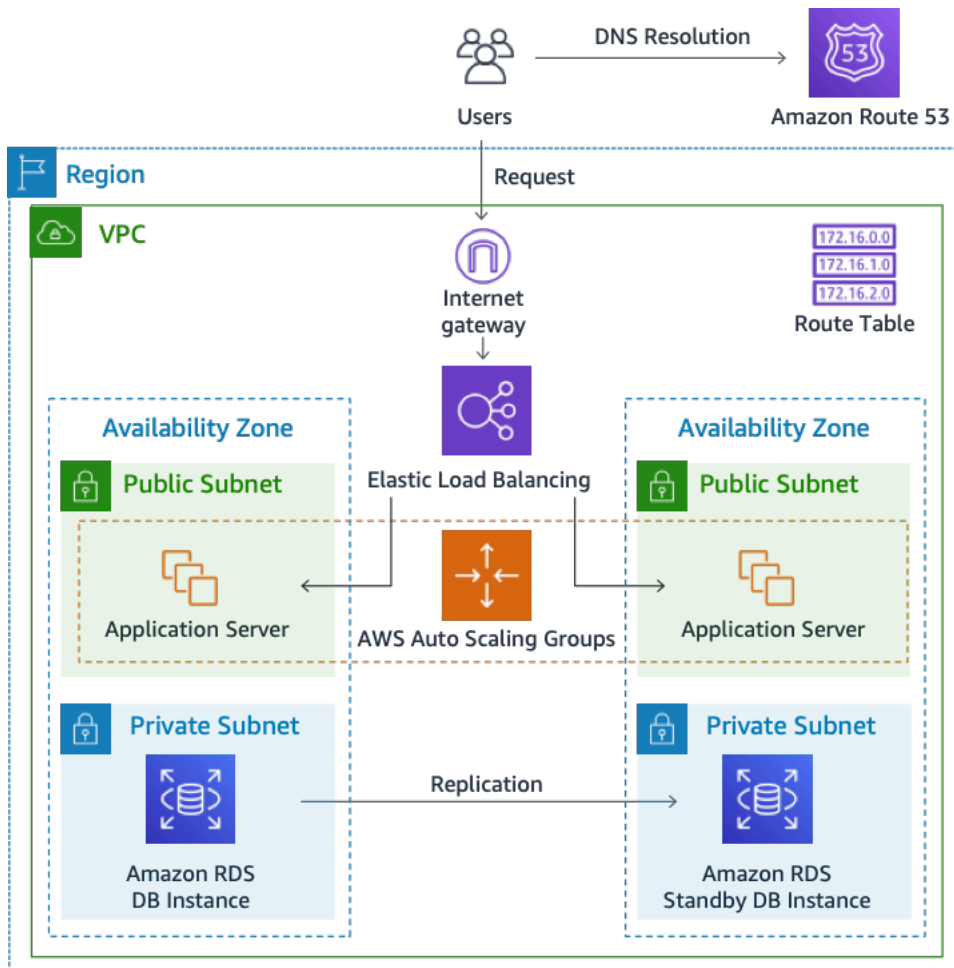 DNS Resolution
53
Users
Amazon Route 53
Region
Request
VPC
172.16.0.0
172.16.1.0
172.16.2.0
Route Table
Internet
gateway
Availability Zone
Availability Zone
Public Subnet
Elastic Load Balancing
Public Subnet
Application Server
AWS Auto Scaling Groups
Application Server
Private Subnet
Private Subnet
Replication
Amazon RDS
DB Instance
Amazon RDS
Standby DB Instance